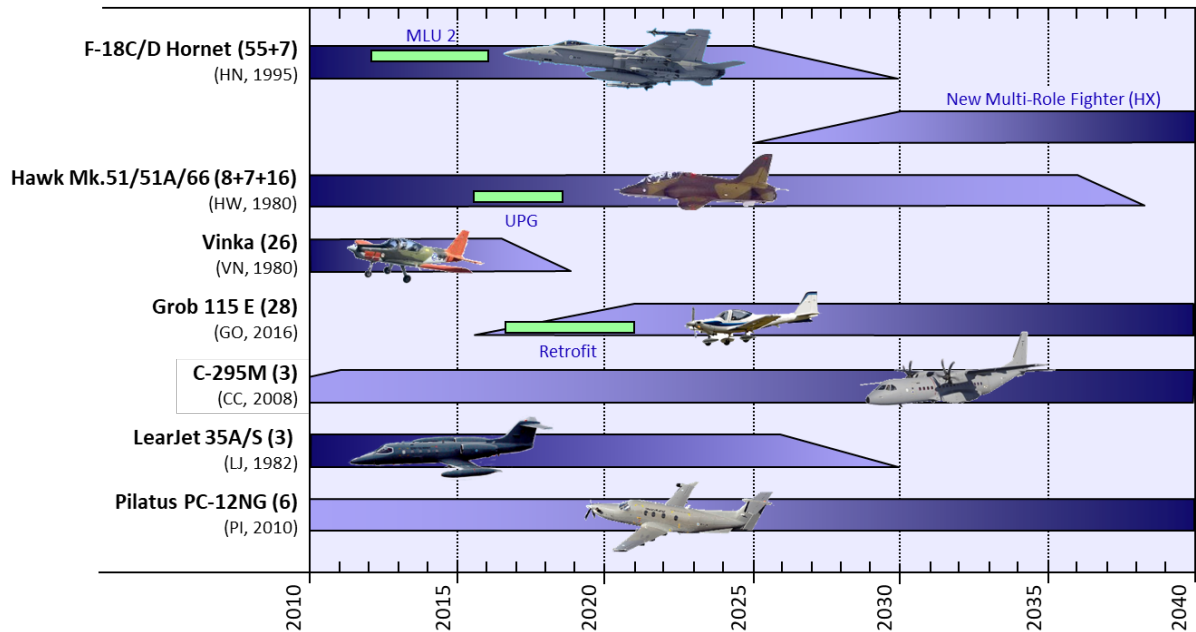 F-18C/D Hornet (55+7)
(HN, 1995)
MLU 2
New Multi-Role Fighter (HX)
Hawk Mk.51/51A/66 (8+7+16)
(HW, 1980)
UPG
Vinka (26)
(VN, 1980)
Grob 115 E (28)
(GO, 2016)
Retrofit
C-295M (3)
(CC, 2008)
LearJet 35A/S (3)
(LJ, 1982)
Pilatus PC-12NG (6)
(PI, 2010)
2010
2015
2020
2025
2030
2035
2040